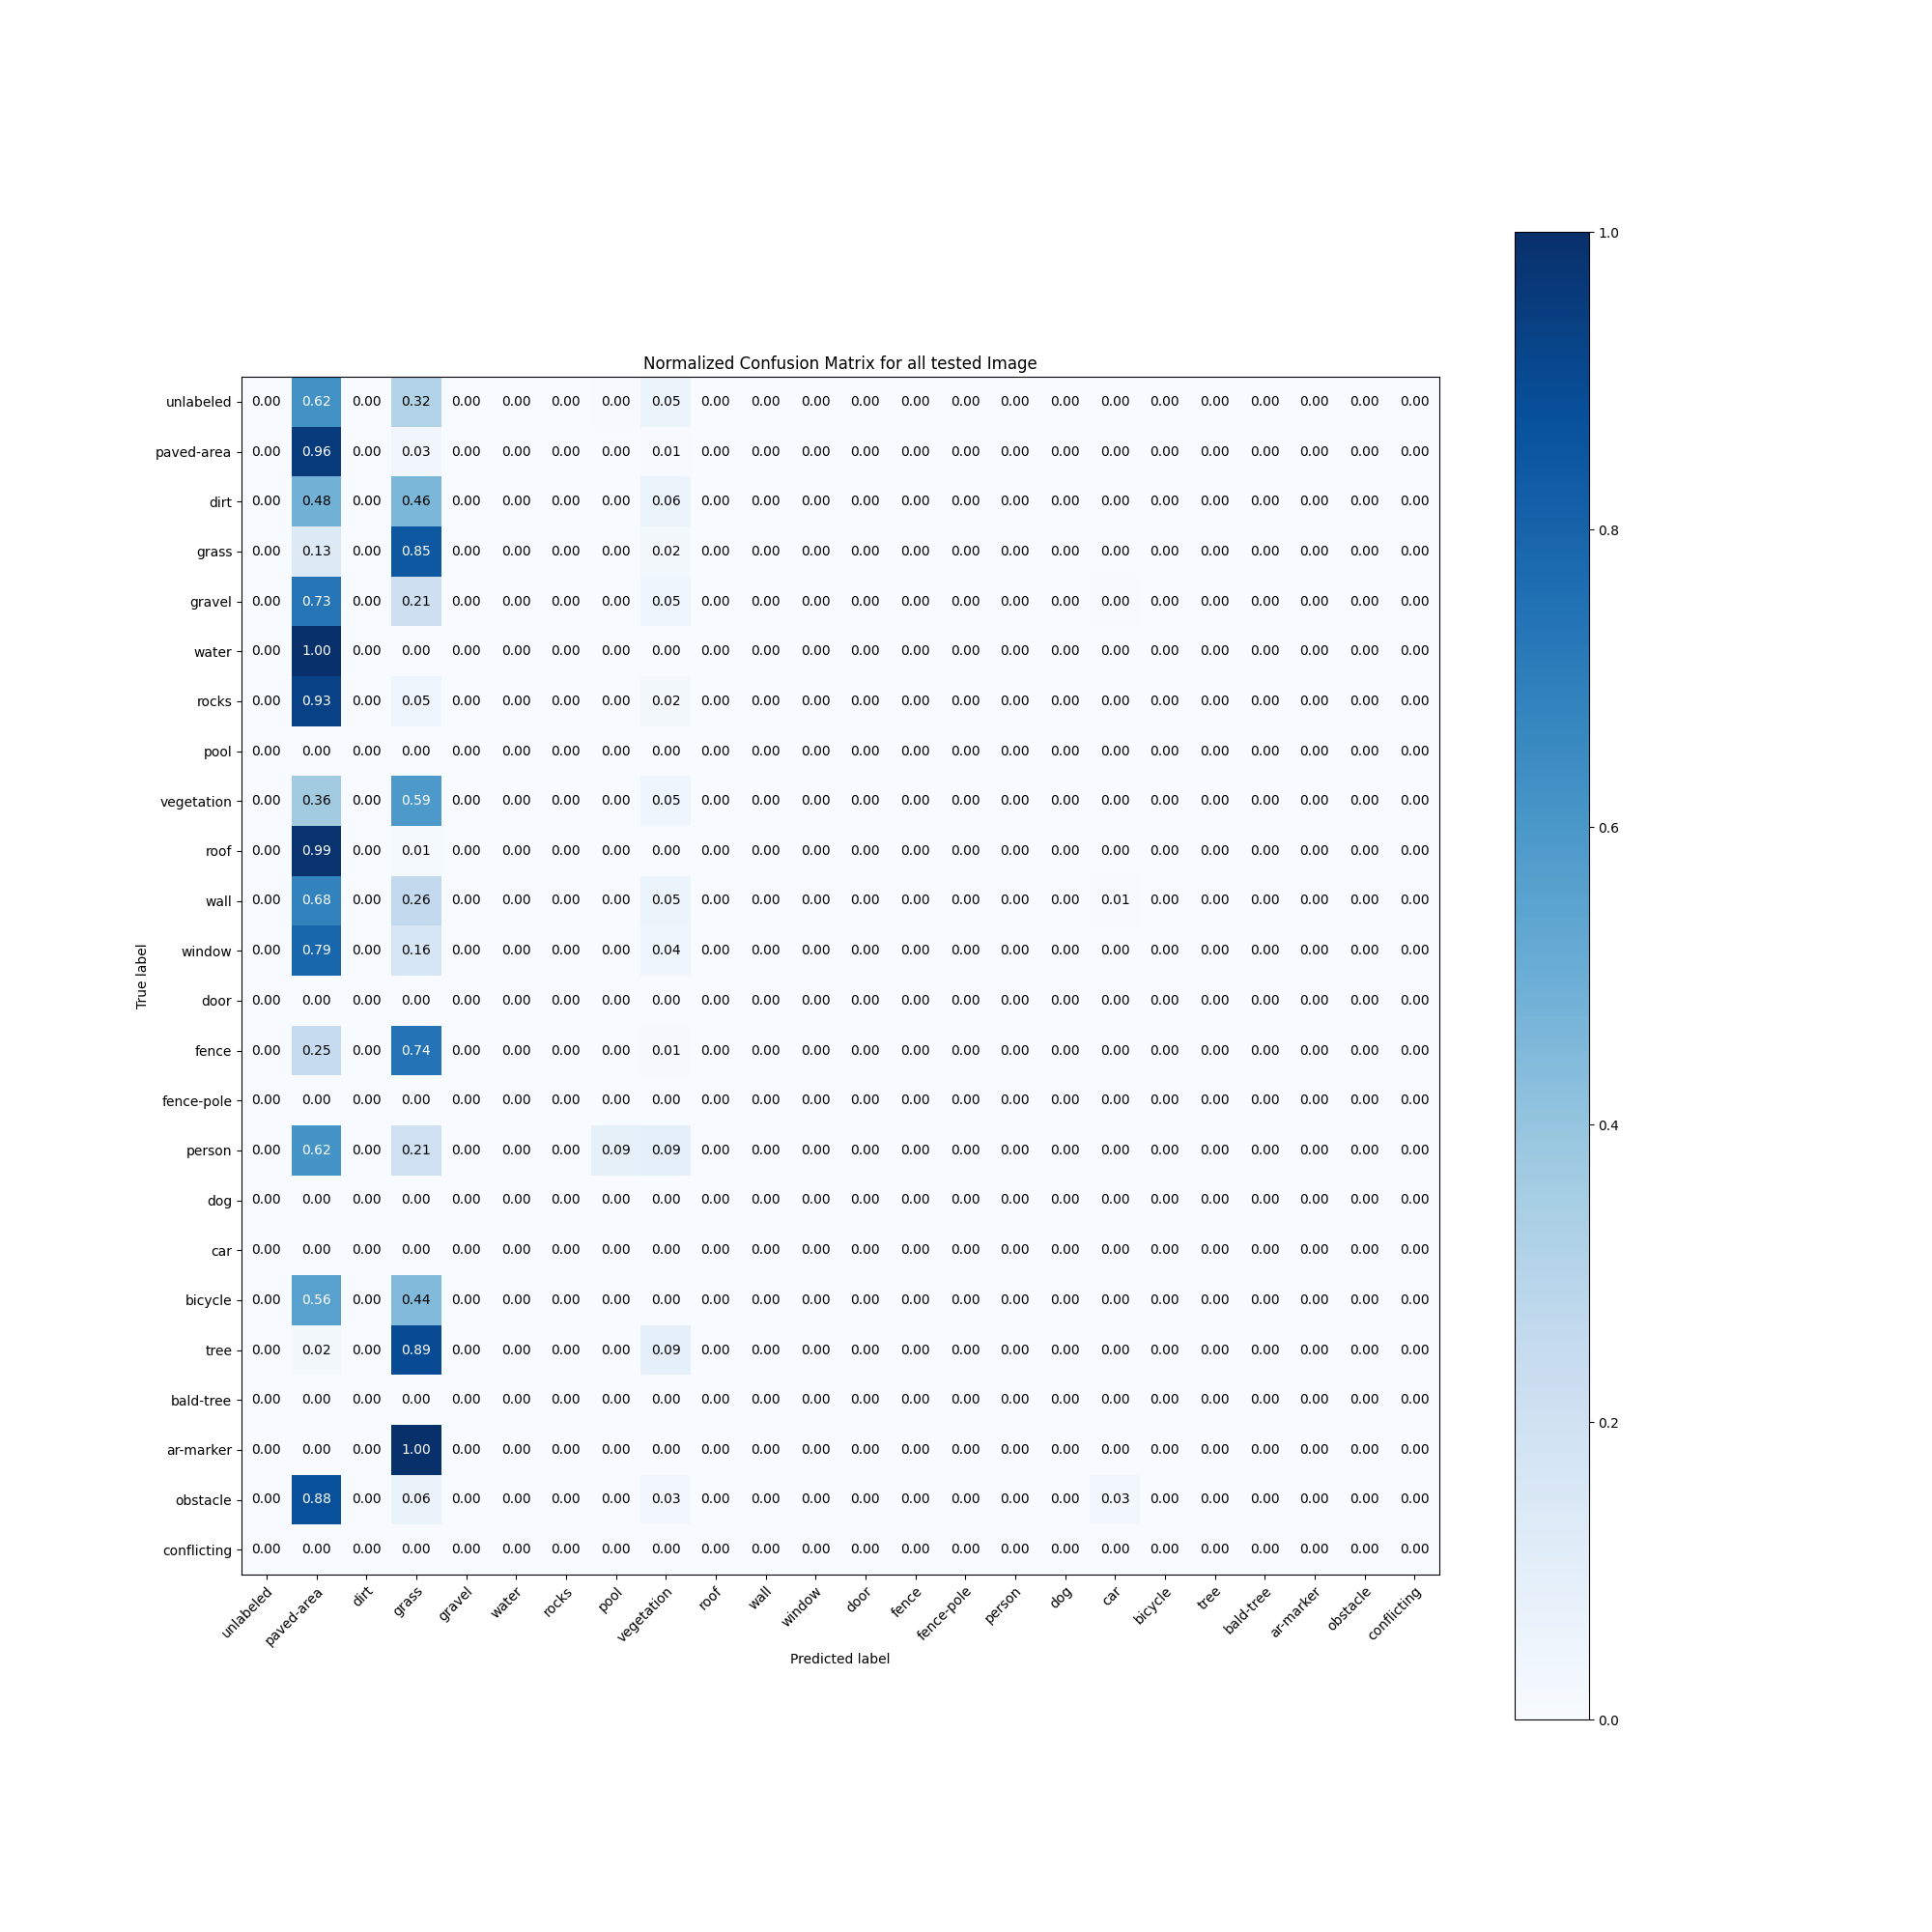 Normalized Confusion Matrix for all tested Image
unlabeled 0.00 0.62 0.00 0.32 0.00 0.00 0.00 0.00 0.05 0.00 0.00 0.00 0.00 0.00 0.00 0.00 0.00 0.00 0.00 0.00 0.00 0.00 0.00 0.00
paved-area 0.00 0.96 0.00 0.03 0.00 0.00 0.00 0.00 0.01 0.00 0.00 0.00 0.00 0.00 0.00 0.00 0.00 0.00 0.00 0.00 0.00 0.00 0.00 0.00
dirt 0.00 0.48 0.00 0.46 0.00 0.00 0.00 0.00 0.06 0.00 0.00 0.00 0.00 0.00 0.00 0.00 0.00 0.00 0.00 0.00 0.00 0.00 0.00 0.00
grass 0.00 0.13 0.00 0.85 0.00 0.00 0.00 0.00 0.02 0.00 0.00 0.00 0.00 0.00 0.00 0.00 0.00 0.00 0.00 0.00 0.00 0.00 0.00 0.00
gravel 0.00 0.73 0.00 0.21 0.00 0.00 0.00 0.00 0.05 0.00 0.00 0.00 0.00 0.00 0.00 0.00 0.00 0.00 0.00 0.00 0.00 0.00 0.00 0.00
water 0.00 1.00 0.00 0.00 0.00 0.00 0.00 0.00 0.00 0.00 0.00 0.00 0.00 0.00 0.00 0.00 0.00 0.00 0.00 0.00 0.00 0.00 0.00 0.00
rocks 0.00 0.93 0.00 0.05 0.00 0.00 0.00 0.00 0.02 0.00 0.00 0.00 0.00 0.00 0.00 0.00 0.00 0.00 0.00 0.00 0.00 0.00 0.00 0.00
pool 0.00 0.00 0.00 0.00 0.00 0.00 0.00 0.00 0.00 0.00 0.00 0.00 0.00 0.00 0.00 0.00 0.00 0.00 0.00 0.00 0.00 0.00 0.00 0.00
vegetation 0.00 0.36 0.00 0.59 0.00 0.00 0.00 0.00 0.05 0.00 0.00 0.00 0.00 0.00 0.00 0.00 0.00 0.00 0.00 0.00 0.00 0.00 0.00 0.00
roof 0.00 0.99 0.00 0.01 0.00 0.00 0.00 0.00 0.00 0.00 0.00 0.00 0.00 0.00 0.00 0.00 0.00 0.00 0.00 0.00 0.00 0.00 0.00 0.00
wall 0.00 0.68 0.00 0.26 0.00 0.00 0.00 0.00 0.05 0.00 0.00 0.00 0.00 0.00 0.00 0.00 0.00 0.01 0.00 0.00 0.00 0.00 0.00 0.00
window 0.00 0.79 0.00 0.16 0.00 0.00 0.00 0.00 0.04 0.00 0.00 0.00 0.00 0.00 0.00 0.00 0.00 0.00 0.00 0.00 0.00 0.00 0.00 0.00
door 0.00 0.00 0.00 0.00 0.00 0.00 0.00 0.00 0.00 0.00 0.00 0.00 0.00 0.00 0.00 0.00 0.00 0.00 0.00 0.00 0.00 0.00 0.00 0.00
fence 0.00 0.25 0.00 0.74 0.00 0.00 0.00 0.00 0.01 0.00 0.00 0.00 0.00 0.00 0.00 0.00 0.00 0.00 0.00 0.00 0.00 0.00 0.00 0.00
fence-pole 0.00 0.00 0.00 0.00 0.00 0.00 0.00 0.00 0.00 0.00 0.00 0.00 0.00 0.00 0.00 0.00 0.00 0.00 0.00 0.00 0.00 0.00 0.00 0.00
person 0.00 0.62 0.00 0.21 0.00 0.00 0.00 0.09 0.09 0.00 0.00 0.00 0.00 0.00 0.00 0.00 0.00 0.00 0.00 0.00 0.00 0.00 0.00 0.00
dog 0.00 0.00 0.00 0.00 0.00 0.00 0.00 0.00 0.00 0.00 0.00 0.00 0.00 0.00 0.00 0.00 0.00 0.00 0.00 0.00 0.00 0.00 0.00 0.00
car 0.00 0.00 0.00 0.00 0.00 0.00 0.00 0.00 0.00 0.00 0.00 0.00 0.00 0.00 0.00 0.00 0.00 0.00 0.00 0.00 0.00 0.00 0.00 0.00
bicycle 0.00 0.56 0.00 0.44 0.00 0.00 0.00 0.00 0.00 0.00 0.00 0.00 0.00 0.00 0.00 0.00 0.00 0.00 0.00 0.00 0.00 0.00 0.00 0.00
tree 0.00 0.02 0.00 0.89 0.00 0.00 0.00 0.00 0.09 0.00 0.00 0.00 0.00 0.00 0.00 0.00 0.00 0.00 0.00 0.00 0.00 0.00 0.00 0.00
bald-tree 0.00 0.00 0.00 0.00 0.00 0.00 0.00 0.00 0.00 0.00 0.00 0.00 0.00 0.00 0.00 0.00 0.00 0.00 0.00 0.00 0.00 0.00 0.00 0.00
ar-marker 0.00 0.00 0.00 1.00 0.00 0.00 0.00 0.00 0.00 0.00 0.00 0.00 0.00 0.00 0.00 0.00 0.00 0.00 0.00 0.00 0.00 0.00 0.00 0.00
obstacle 0.00 0.88 0.00 0.06 0.00 0.00 0.00 0.00 0.03 0.00 0.00 0.00 0.00 0.00 0.00 0.00 0.00 0.03 0.00 0.00 0.00 0.00 0.00 0.00
conflicting 0.00 0.00 0.00 0.00 0.00 0.00 0.00 0.00 0.00 0.00 0.00 0.00 0.00 0.00 0.00 0.00 0.00 0.00 0.00 0.00 0.00 0.00 0.00 0.00
unlabeled paved-area dirt grass gravel water rocks pool vegetation roof wall window door fence fence-pole person dog car bicycle tree bald-tree ar-marker obstacle conflicting
Predicted label
True label
1.0
0.8
0.6
0.4
0.2
0.0